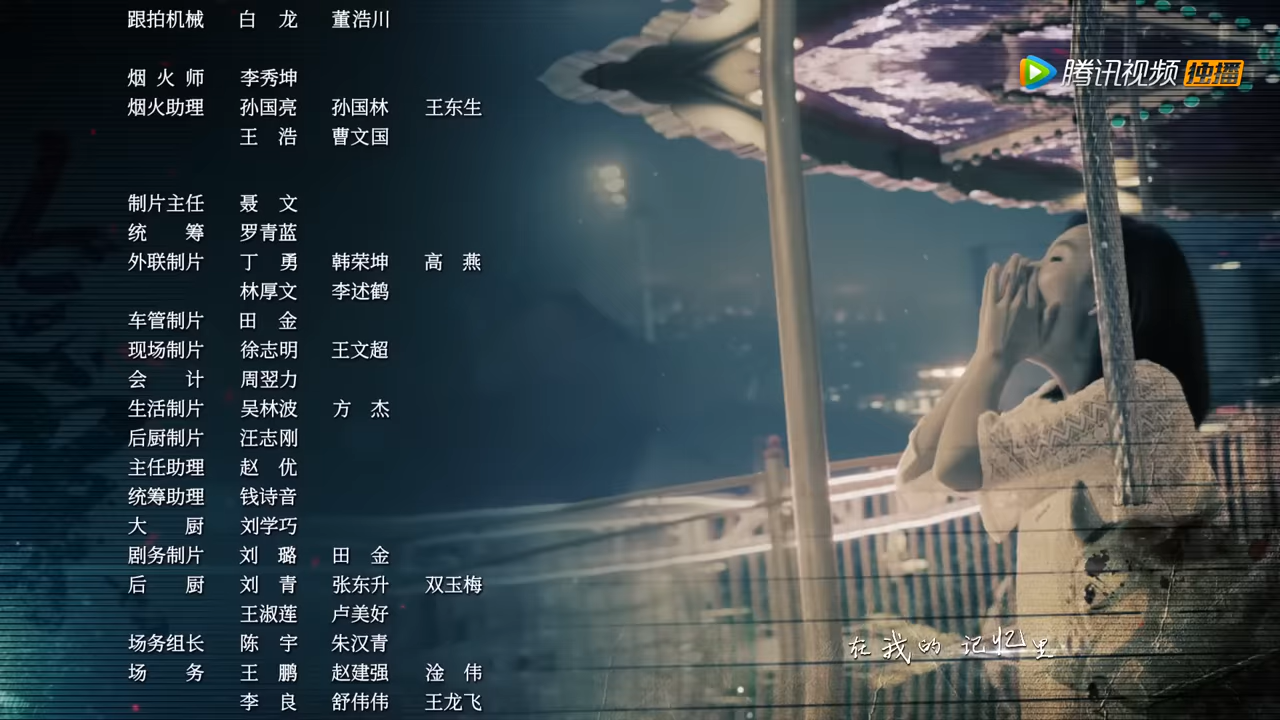 跟拍机械 白 龙 董浩川
烟火师 李秀坤
烟火助理 孙国亮 孙国林 王东生
王 浩 曹文国
制片主任 聂 文
统 筹 罗青蓝
外联制片 丁 勇 韩荣坤 高 燕
林厚文 李述鹤
车管制片 田 金
现场制片 徐志明 王文超
会 计 周翌力
生活制片 吴林波 方 杰
后厨制片 汪志刚
主任助理 赵 优
统筹助理 钱诗音
大 厨 刘学巧
剧务制片 刘 璐 田 金
后 厨 刘 青 张东升 双玉梅
王淑莲 卢美好
场务组长 陈 宇 朱汉青
场 务 王 鹏 赵建强 淦 伟
李 良 舒伟伟 王龙飞
腾讯视频 独播
在我的 记忆里